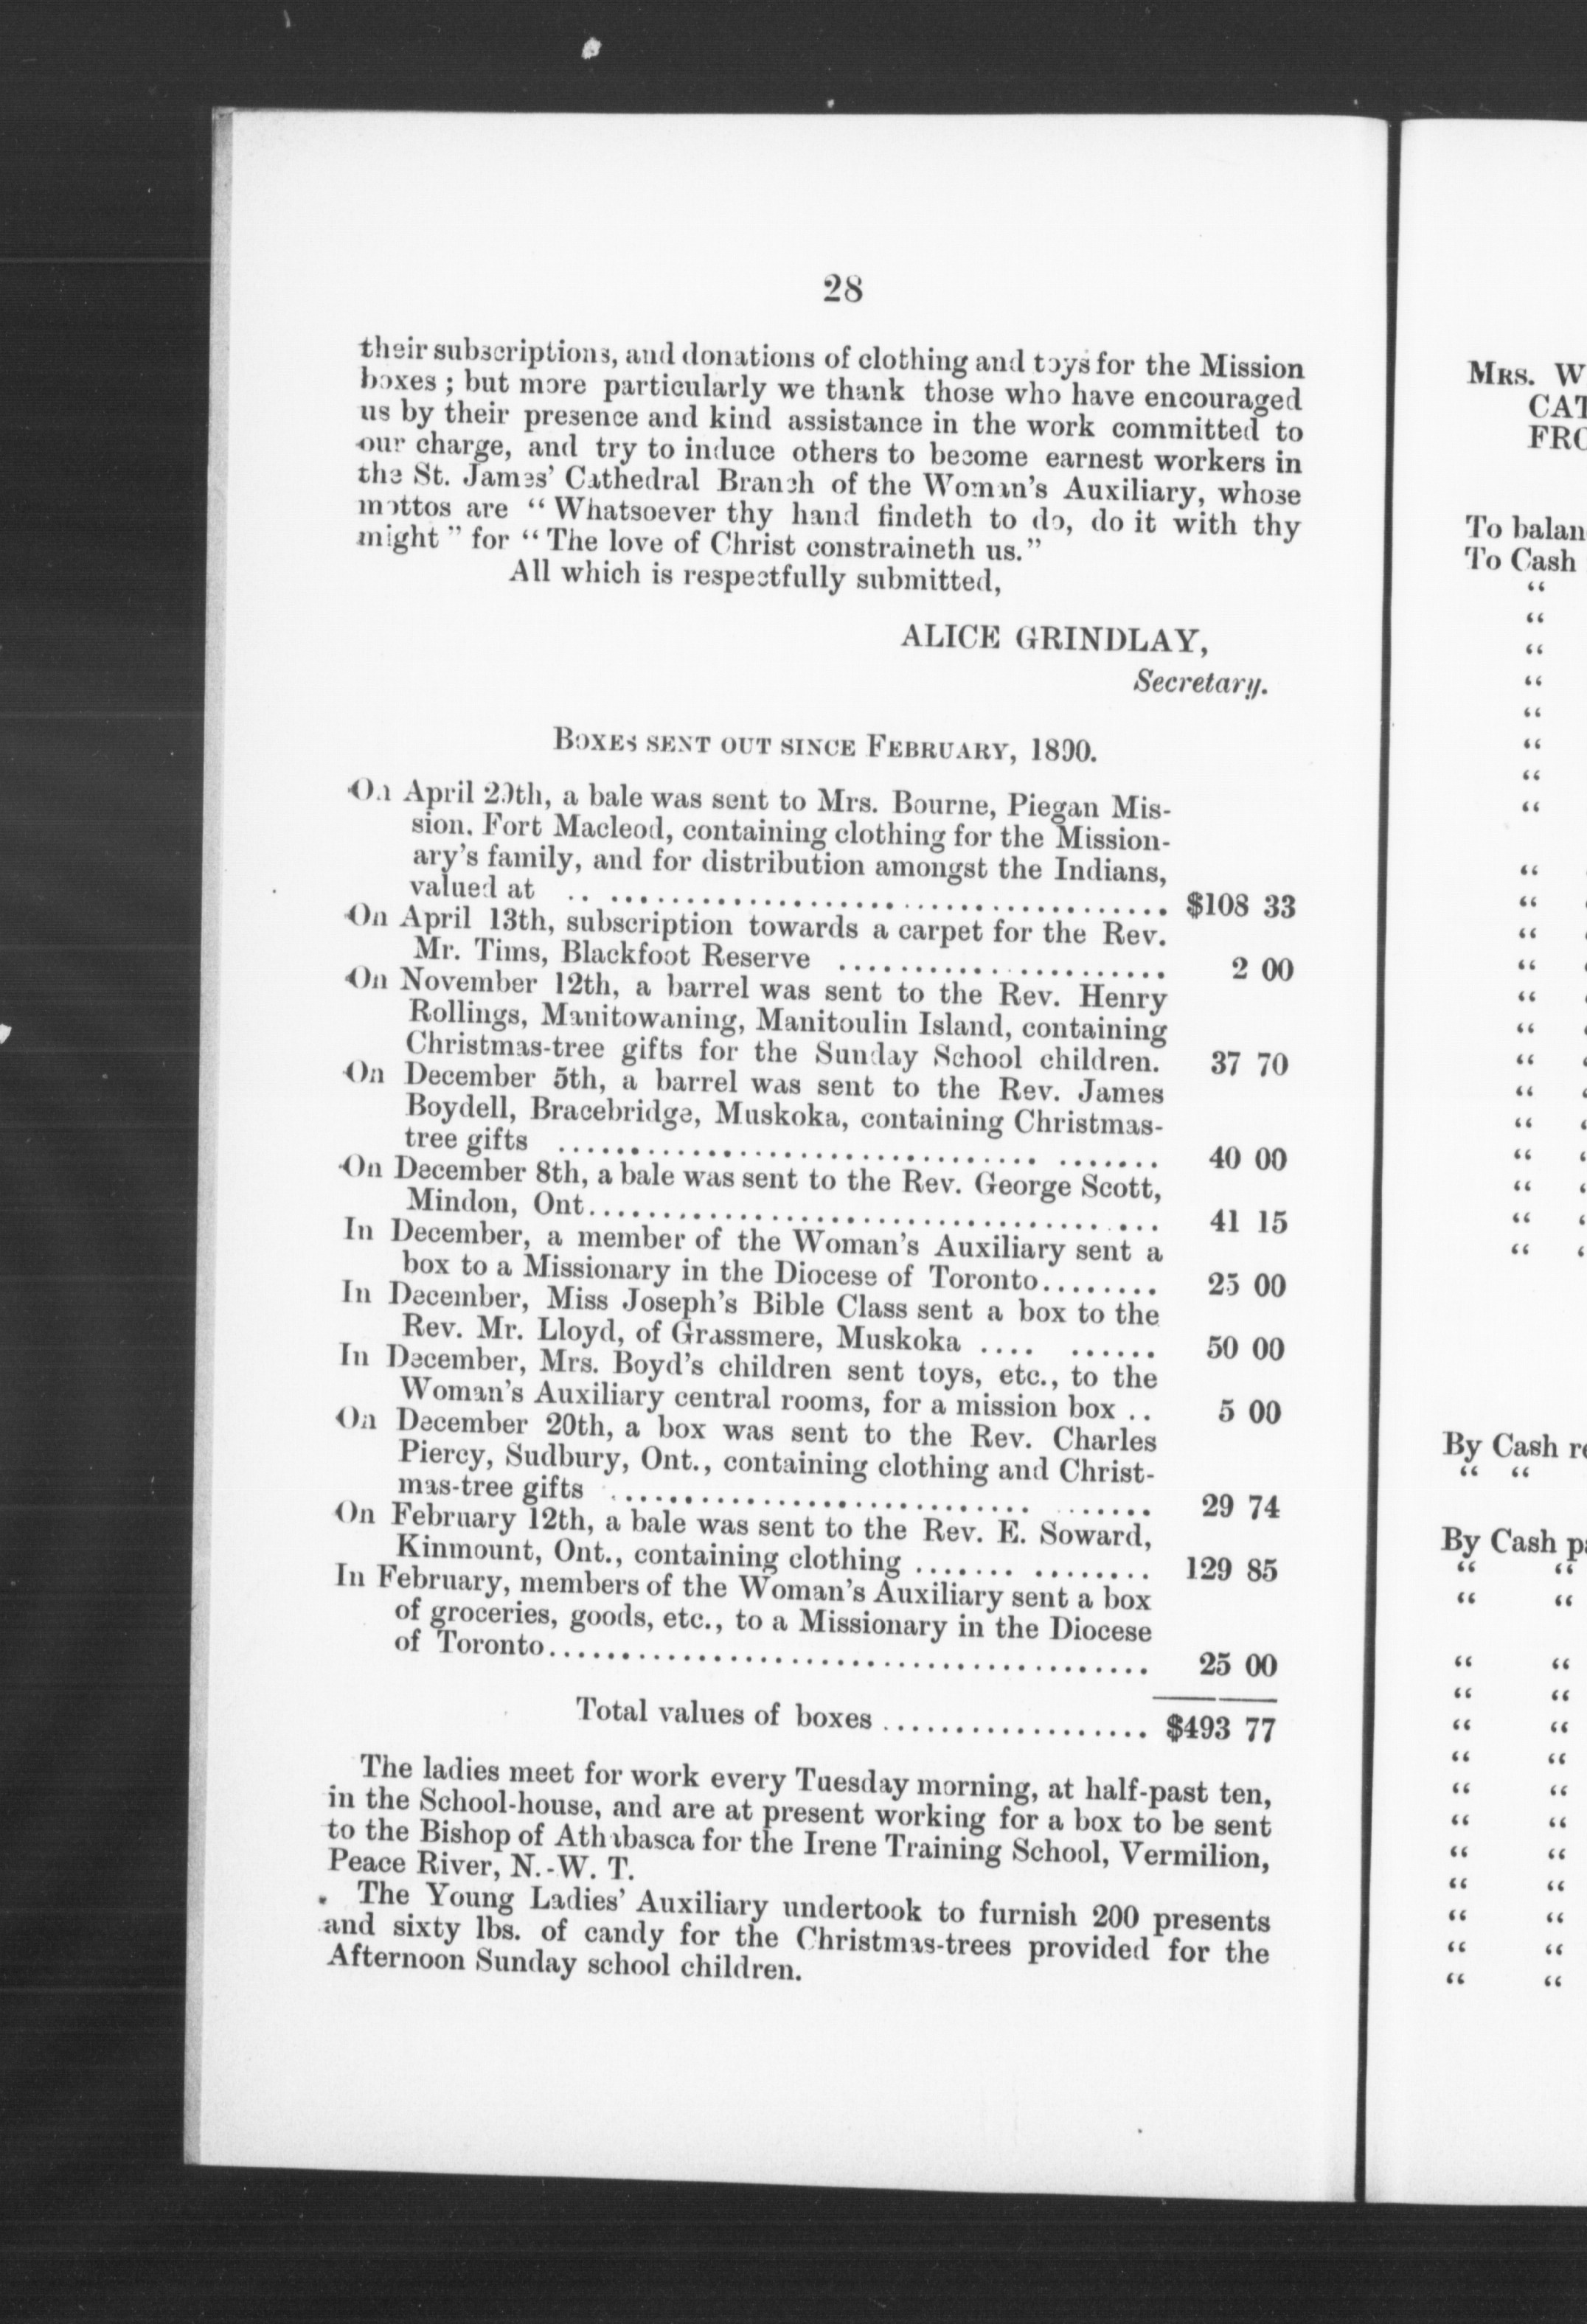 28
their subscriptions, and donations of clothing and toys for the Mission
boxes ; but more particularly we thank those who have encouraged
us by their presence and kind assistance in the work committed to
our charge, and try to induce others to become earnest workers in
the St. James' Cathedral Branch of the Woman's Auxiliary, whose
mottos are " Whatsoever thy hand findeth to do, do it with thy
might " for " The love of Christ constraineth us."
All which is respectfully submitted,
ALICE GRINDLAY,
Secretary.
BOXES SENT OUT SINCE FEBRUARY, 1890.
On April 29th, a bale was sent to Mrs. Bourne, Piegan Mis-
sion, Fort Macleod, containing clothing for the Mission-
ary's family, and for distribution amongst the Indians,
valued at .. .................................... $108 33
On April 13th, subscription towards a carpet for the Rev.
Mr. Tims, Blackfoot Reserve ...................... 2 00
On November 12th, a barrel was sent to the Rev. Henry
Rollings, Manitowaning, Manitoulin Island, containing
Christmas-tree gifts for the Sunday School children. 37 70
On December 5th, a barrel was sent to the Rev. James
Boydell, Bracebridge, Muskoka, containing Christmas-
tree gifts ............................... ....... 40 00
On December 8th, a bale was sent to the Rev. George Scott,
Mindon, Ont...................................... 41 15
In December, a member of the Woman's Auxiliary sent a
box to a Missionary in the Diocese of Toronto........ 25 00
In December, Miss Joseph's Bible Class sent a box to the
Rev. Mr. Lloyd, of Grassmere, Muskoka .... ...... 50 00
In December, Mrs. Boyd's children sent toys, etc., to the
Woman's Auxiliary central rooms, for a mission box .. 5 00
On December 20th, a box was sent to the Rev. Charles
Piercy, Sudbury, Ont., containing clothing and Christ-
mas-tree gifts ............................ ....... 29 74
On February 12th, a bale was sent to the Rev. E. Soward,
Kinmount, Ont., containing clothing ....... ........ 129 85
In February, members of the Woman's Auxiliary sent a box
of groceries, goods, etc., to a Missionary in the Diocese
of Toronto....................................... 25 00
Total values of boxes .................. $493 77
The ladies meet for work every Tuesday morning, at half-past ten,
in the School-house, and are at present working for a box to be sent
to the Bishop of Athabasca for the Irene Training School, Vermilion,
Peace River, N.-W. T.
The Young Ladies' Auxiliary undertook to furnish 200 presents
and sixty lbs. of candy for the Christmas-trees provided for the
Afternoon Sunday school children.
MRS. W
CAT
FRO
To balan
To Cash
By Cash
" "
By Cash